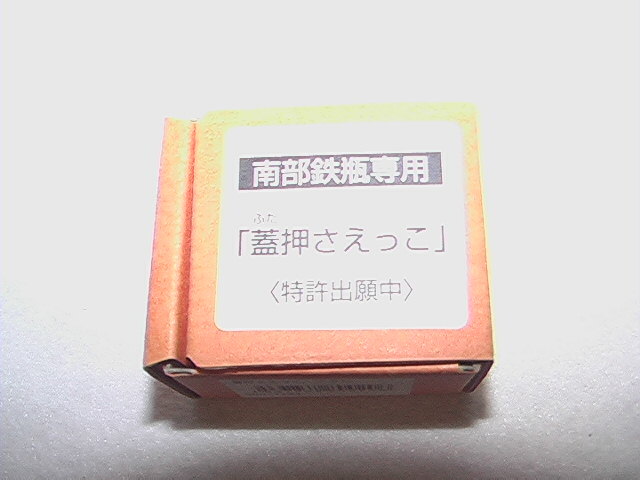 南部鉄瓶専用
ふた
「蓋押さえっこ」
〈特許出願中〉